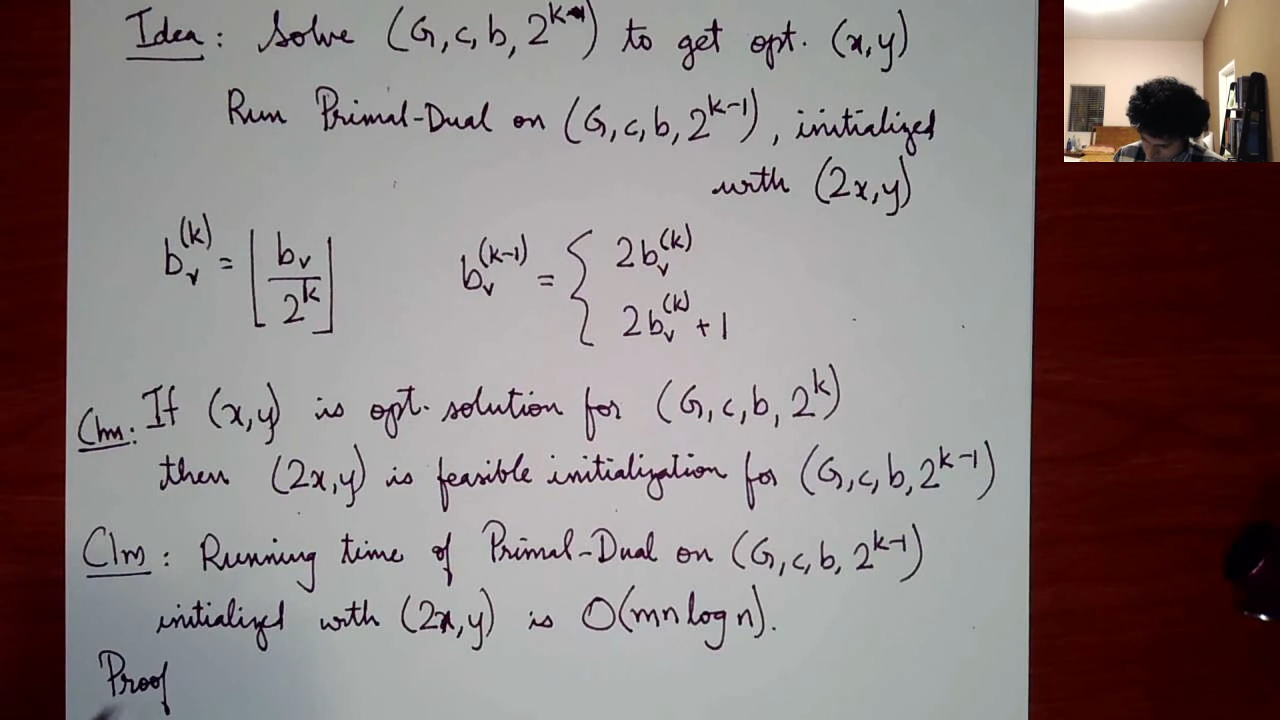 Idea: Solve (G, c, b, 2^k) to get opt. (x, y)
Run Primal-Dual on (G, c, b, 2^{k-1}), initialized
with (2x, y)
b_v^{(k)} = ⌊ b_v / 2^k ⌋ b_v^{(k-1)} = { 2b_v^{(k)}
2b_v^{(k)} + 1
Clm: If (x, y) is opt. solution for (G, c, b, 2^k)
then (2x, y) is feasible initialization for (G, c, b, 2^{k-1})
Clm: Running time of Primal-Dual on (G, c, b, 2^{k-1})
initialized with (2x, y) is O(mn log n).
Proof